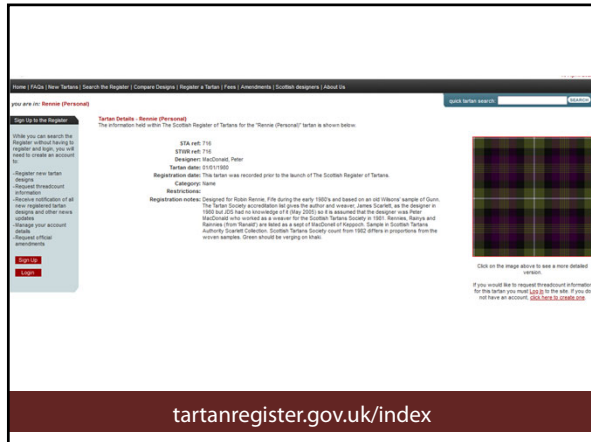 Home | FAQs | New Tartans | Search the Register | Compare Designs | Register a Tartan | Fees | Amendments | Scottish designers | About Us
you are in: Rennie (Personal)
quick tartan search: SEARCH
Sign Up to the Register
While you can search the
Register without having to
register and login, you will
need to create an account
to:
-Register new tartan
designs
-Request threadcount
information
-Receive notification of all
new registered tartan
designs and other news
updates
-Manage your account
details
-Request official
amendments
Sign Up
Login
Tartan Details - Rennie (Personal)
The information held within The Scottish Register of Tartans for the "Rennie (Personal)" tartan is shown below.
STA ref: 716
STWR ref: 716
Designer: MacDonald, Peter
Tartan date: 01/01/1980
Registration date: This tartan was recorded prior to the launch of The Scottish Register of Tartans.
Category: Name
Restrictions:
Registration notes: Designed for Robin Rennie, Fife during the early 1980's and based on an old Wilsons' sample of Gunn.
The Tartan Society accreditation list gives the author and weaver, James Scarlett, as the designer in
1980 but JDS had no knowledge of it (May 2005) so it is assumed that the designer was Peter
MacDonald who worked as a weaver for the Scottish Tartans Society in 1981. Rennies, Rainys and
Rainnies (from 'Ranald') are listed as a sept of MacDonell of Keppoch. Sample in Scottish Tartans
Authority Scarlett Collection. Scottish Tartans Society count from 1982 differs in proportions from the
woven samples. Green should be verging on khaki.
Click on the image above to see a more detailed
version.
If you would like to request threadcount information
for this tartan you must Log in to the site. If you do
not have an account, click here to create one.
tartanregister.gov.uk/index